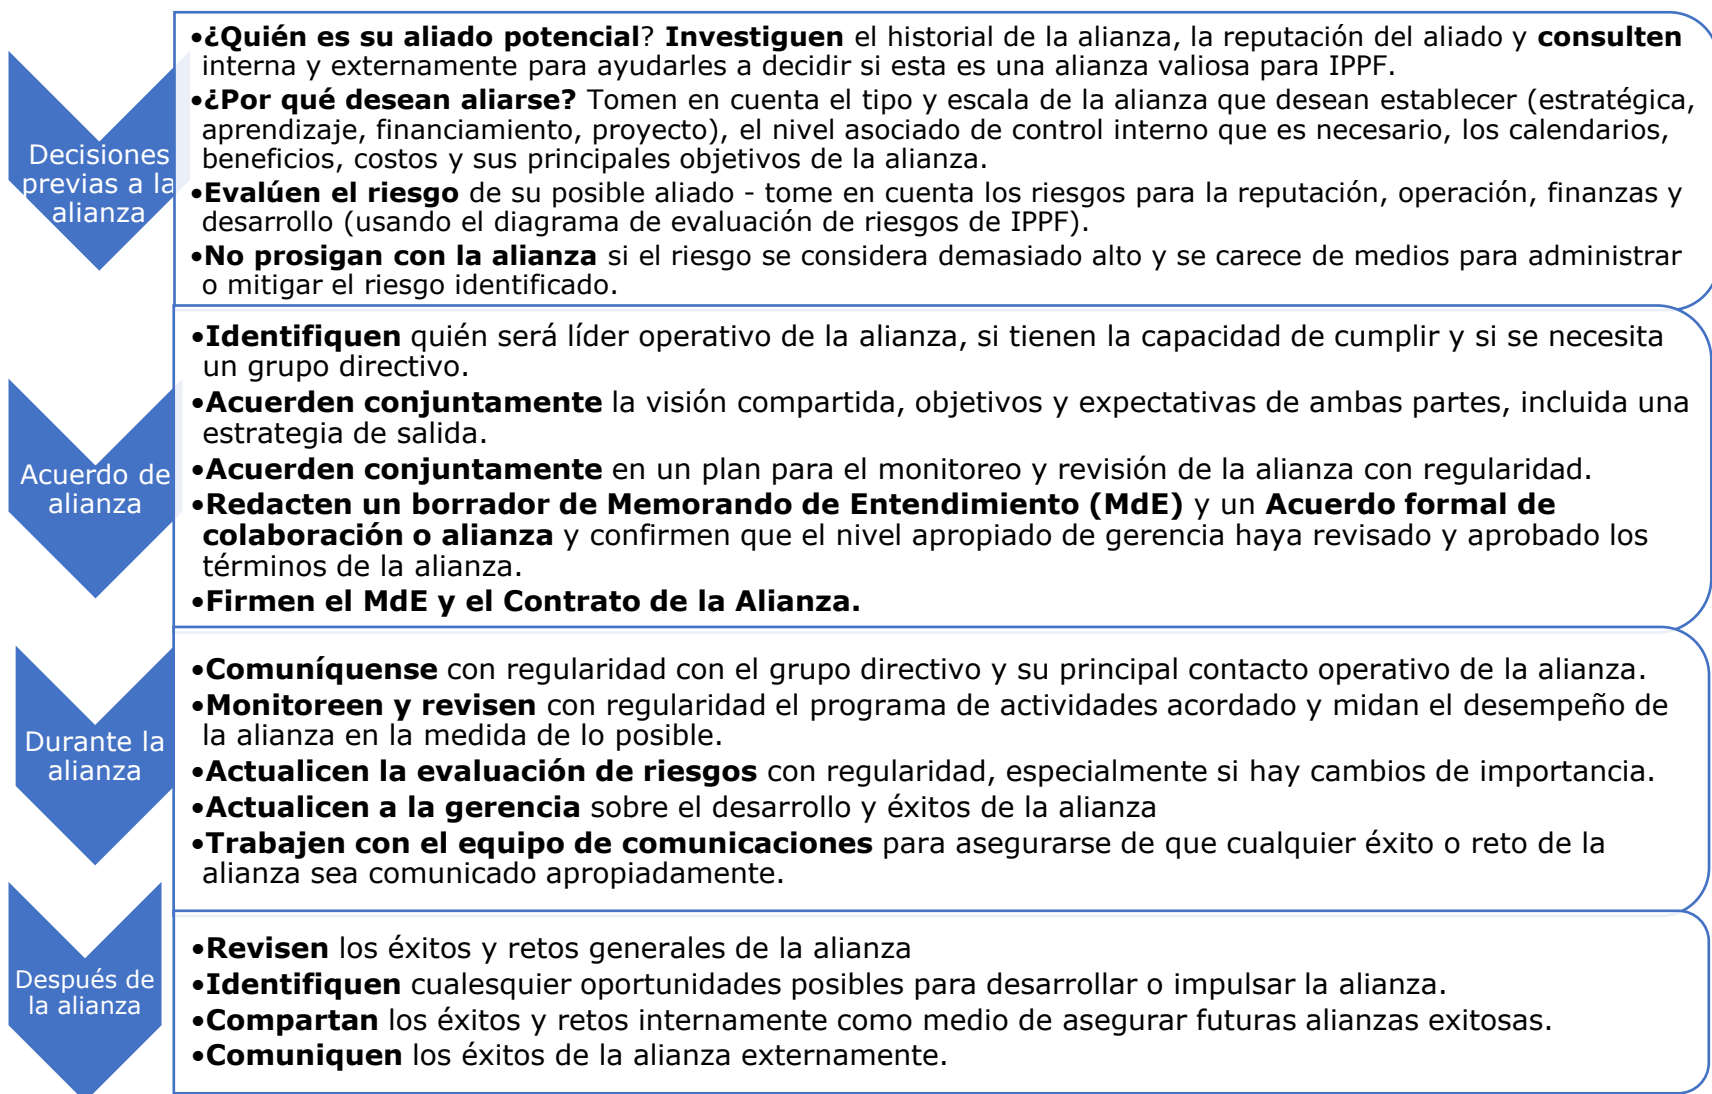 Decisiones
previas a la
alianza
•¿Quién es su aliado potencial? Investiguen el historial de la alianza, la reputación del aliado y consulten
interna y externamente para ayudarles a decidir si esta es una alianza valiosa para IPPF.
•¿Por qué desean aliarse? Tomen en cuenta el tipo y escala de la alianza que desean establecer (estratégica,
aprendizaje, financiamiento, proyecto), el nivel asociado de control interno que es necesario, los calendarios,
beneficios, costos y sus principales objetivos de la alianza.
•Evalúen el riesgo de su posible aliado - tome en cuenta los riesgos para la reputación, operación, finanzas y
desarrollo (usando el diagrama de evaluación de riesgos de IPPF).
•No prosigan con la alianza si el riesgo se considera demasiado alto y se carece de medios para administrar
o mitigar el riesgo identificado.
Acuerdo de
alianza
•Identifiquen quién será líder operativo de la alianza, si tienen la capacidad de cumplir y si se necesita
un grupo directivo.
•Acuerden conjuntamente la visión compartida, objetivos y expectativas de ambas partes, incluida una
estrategia de salida.
•Acuerden conjuntamente en un plan para el monitoreo y revisión de la alianza con regularidad.
•Redacten un borrador de Memorando de Entendimiento (MdE) y un Acuerdo formal de
colaboración o alianza y confirmen que el nivel apropiado de gerencia haya revisado y aprobado los
términos de la alianza.
•Firmen el MdE y el Contrato de la Alianza.
Durante la
alianza
•Comuníquense con regularidad con el grupo directivo y su principal contacto operativo de la alianza.
•Monitoreen y revisen con regularidad el programa de actividades acordado y midan el desempeño de
la alianza en la medida de lo posible.
•Actualicen la evaluación de riesgos con regularidad, especialmente si hay cambios de importancia.
•Actualicen a la gerencia sobre el desarrollo y éxitos de la alianza
•Trabajen con el equipo de comunicaciones para asegurarse de que cualquier éxito o reto de la
alianza sea comunicado apropiadamente.
Después de
la alianza
•Revisen los éxitos y retos generales de la alianza
•Identifiquen cualesquier oportunidades posibles para desarrollar o impulsar la alianza.
•Compartan los éxitos y retos internamente como medio de asegurar futuras alianzas exitosas.
•Comuniquen los éxitos de la alianza externamente.